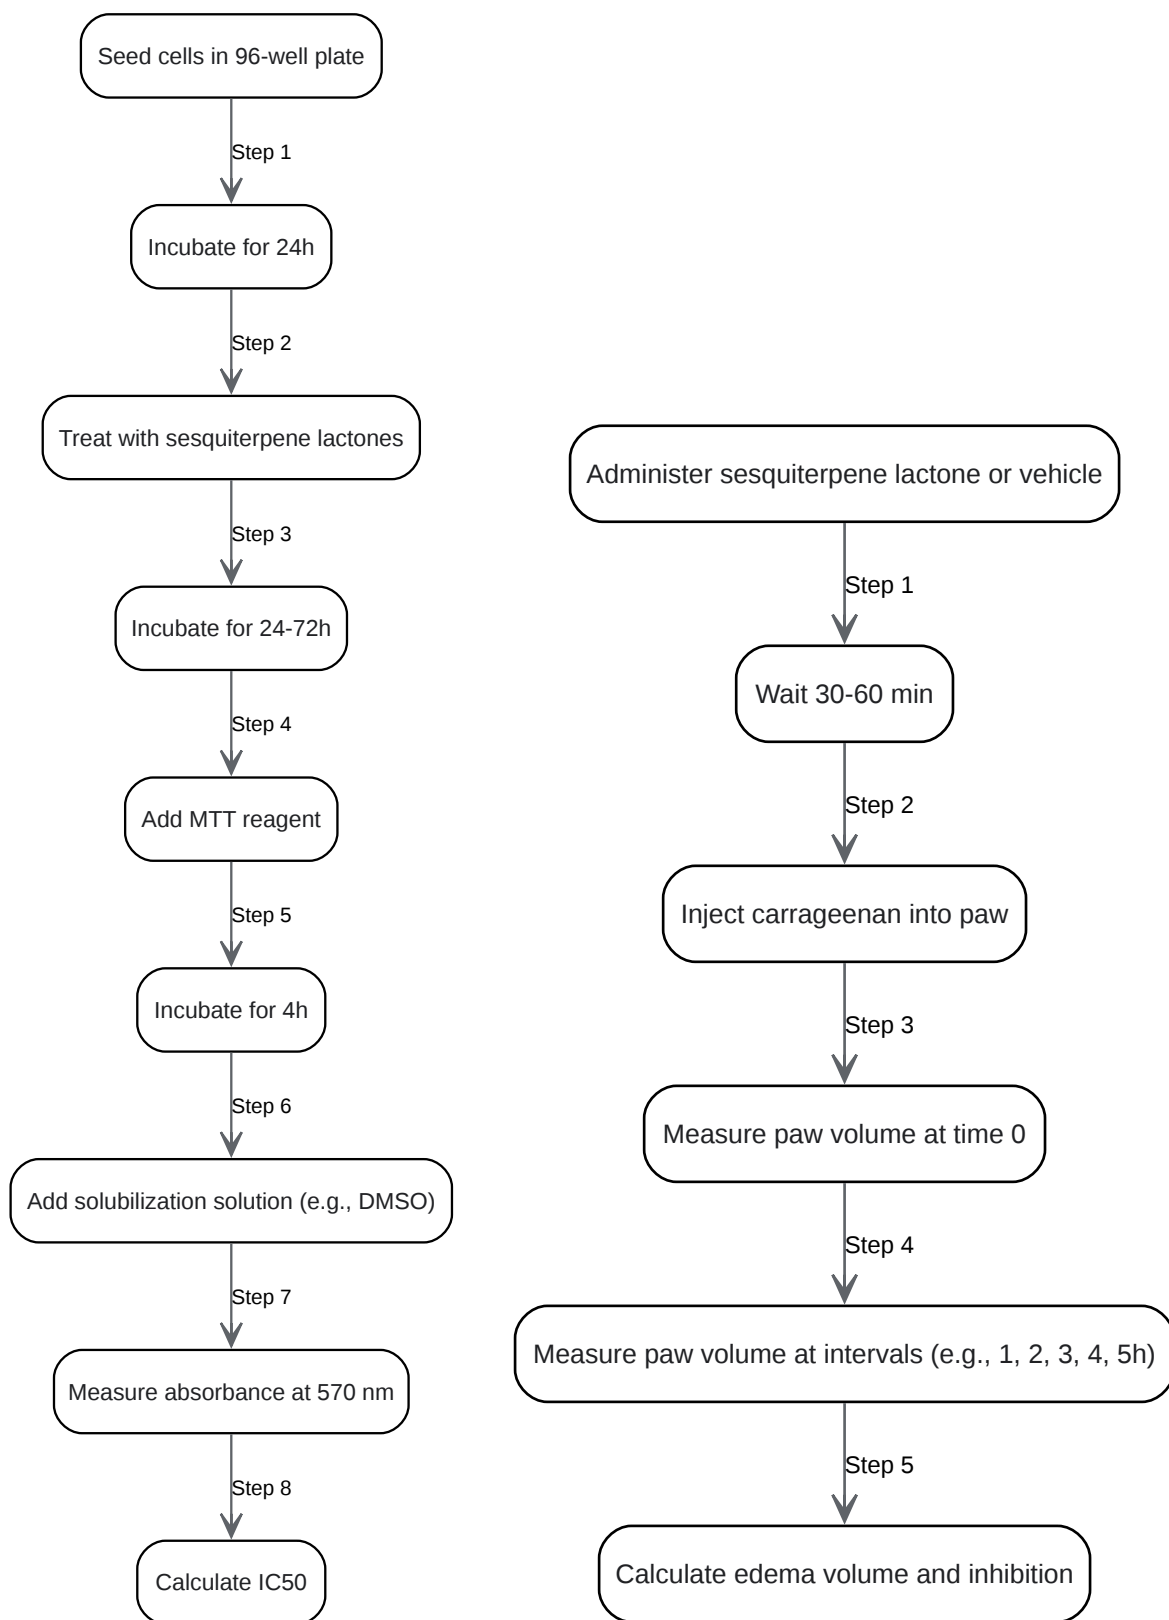 Seed cells in 96-well plate
Step 1
Incubate for 24h
Step 2
Treat with sesquiterpene lactones
Step 3
Incubate for 24-72h
Step 4
Add MTT reagent
Step 5
Incubate for 4h
Step 6
Add solubilization solution (e.g., DMSO)
Step 7
Measure absorbance at 570 nm
Step 8
Calculate IC50
Administer sesquiterpene lactone or vehicle
Step 1
Wait 30-60 min
Step 2
Inject carrageenan into paw
Step 3
Measure paw volume at time 0
Step 4
Measure paw volume at intervals (e.g., 1, 2, 3, 4, 5h)
Step 5
Calculate edema volume and inhibition